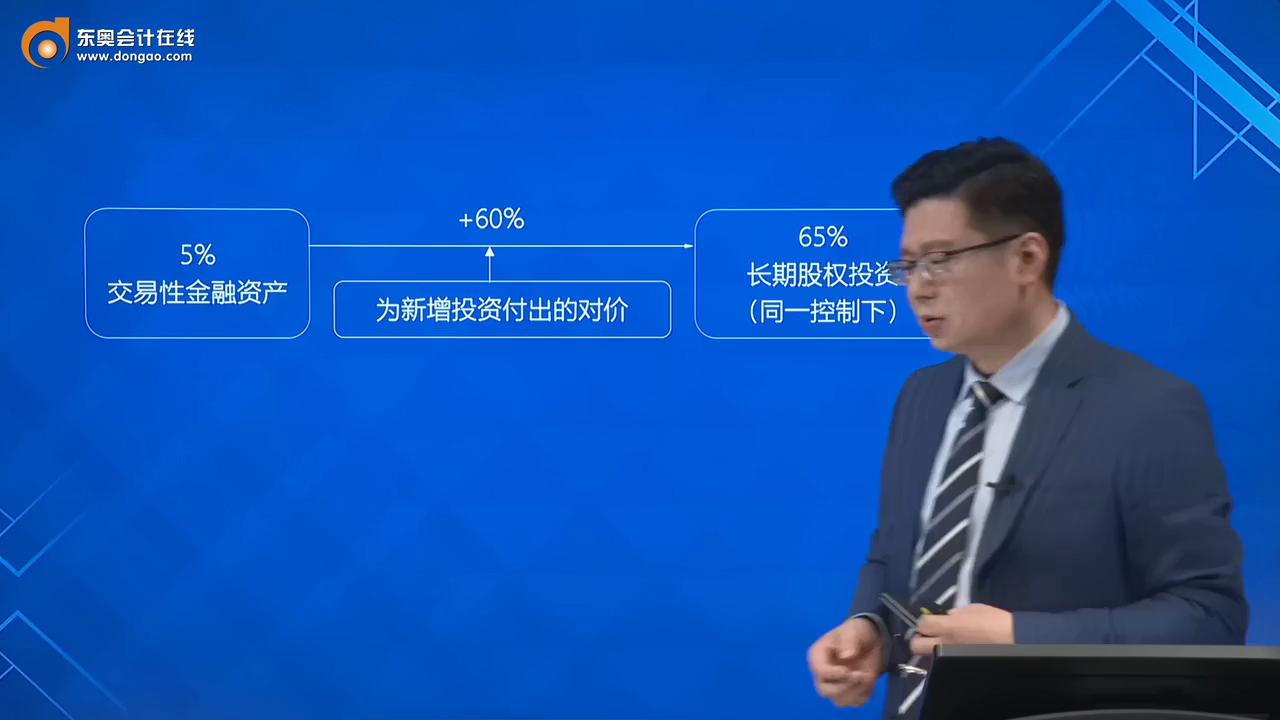 东奥会计在线
www.dongao.com
5%
交易性金融资产
+60%
为新增投资付出的对价
65%
长期股权投资
（同一控制下）